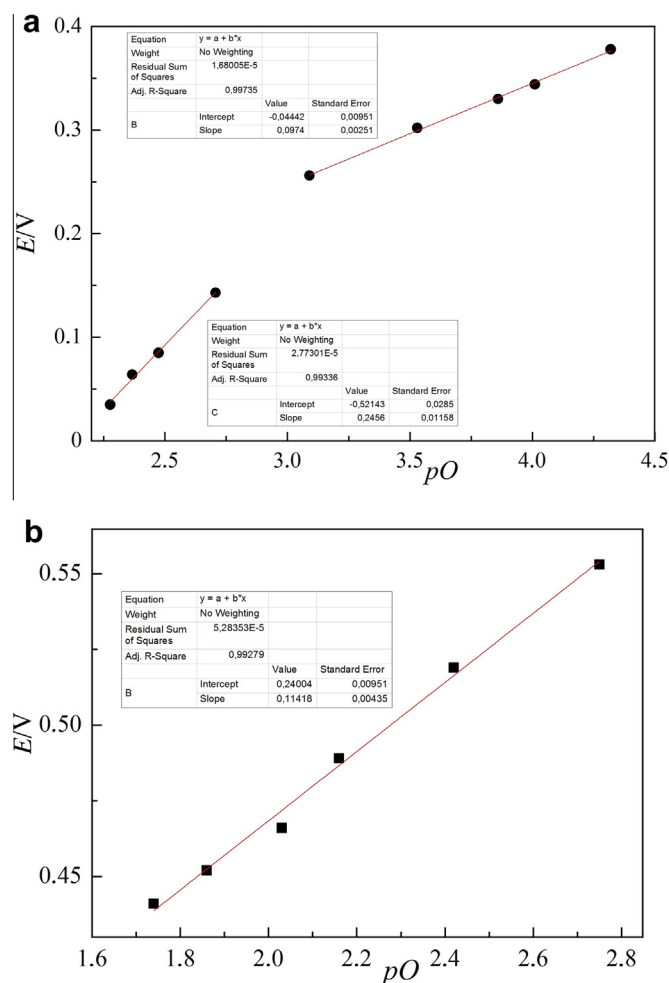 a
0.4
0.3
0.2
0.1
0
E/V
Equation y = a + b*x
Weight No Weighting
Residual Sum of Squares 1,68005E-5
Adj. R-Square 0,99735
Value Standard Error
B Intercept -0,04442 0,00951
Slope 0,0974 0,00251
Equation y = a + b*x
Weight No Weighting
Residual Sum of Squares 2,77301E-5
Adj. R-Square 0,99336
Value Standard Error
C Intercept -0,52143 0,0285
Slope 0,2456 0,01158
2.5 3.0 3.5 4.0 4.5
pO
b
0.55
0.50
0.45
E/V
Equation y = a + b*x
Weight No Weighting
Residual Sum of Squares 5,28353E-5
Adj. R-Square 0,99279
Value Standard Error
B Intercept 0,24004 0,00951
Slope 0,11418 0,00435
1.6 1.8 2.0 2.2 2.4 2.6 2.8
pO